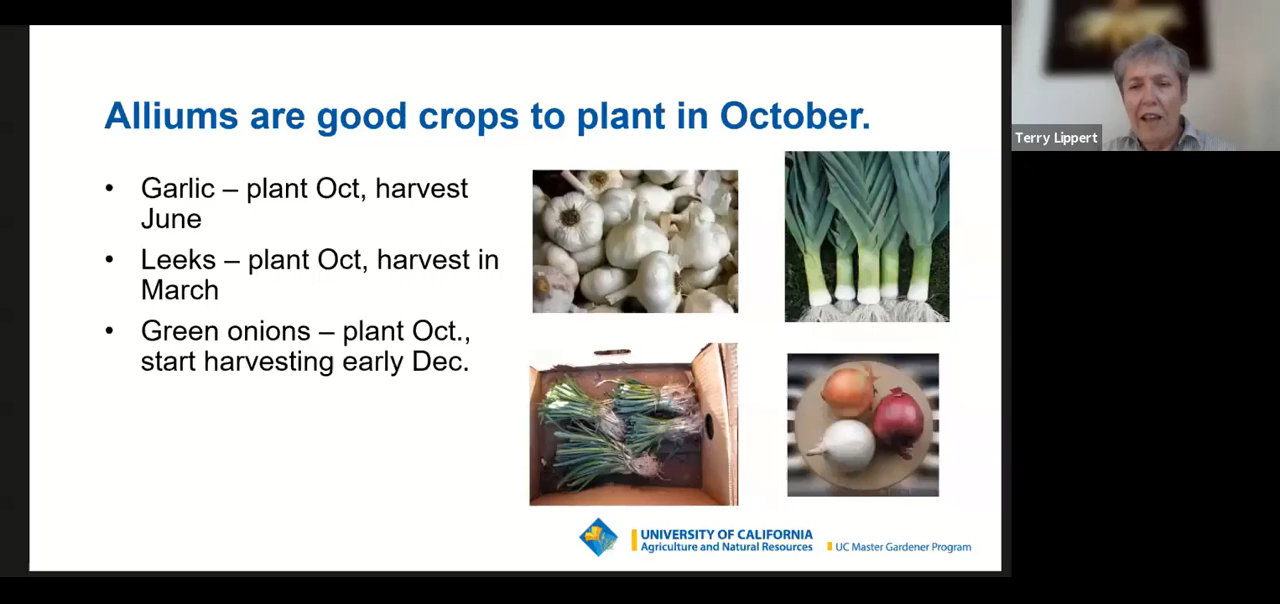 Alliums are good crops to plant in October.
• Garlic – plant Oct, harvest
June
• Leeks – plant Oct, harvest in
March
• Green onions – plant Oct.,
start harvesting early Dec.
UNIVERSITY OF CALIFORNIA
Agriculture and Natural Resources
UC Master Gardener Program
Terry Lippert